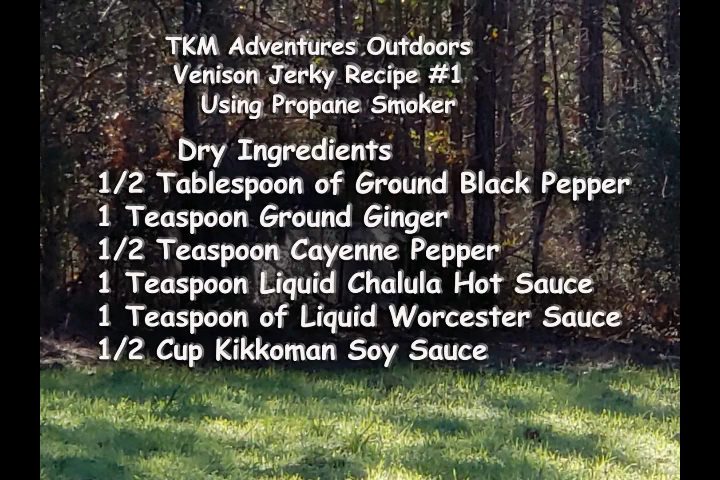 TKM Adventures Outdoors
Venison Jerky Recipe #1
Using Propane Smoker
Dry Ingredients
1/2 Tablespoon of Ground Black Pepper
1 Teaspoon Ground Ginger
1/2 Teaspoon Cayenne Pepper
1 Teaspoon Liquid Chalula Hot Sauce
1 Teaspoon of Liquid Worcester Sauce
1/2 Cup Kikkoman Soy Sauce